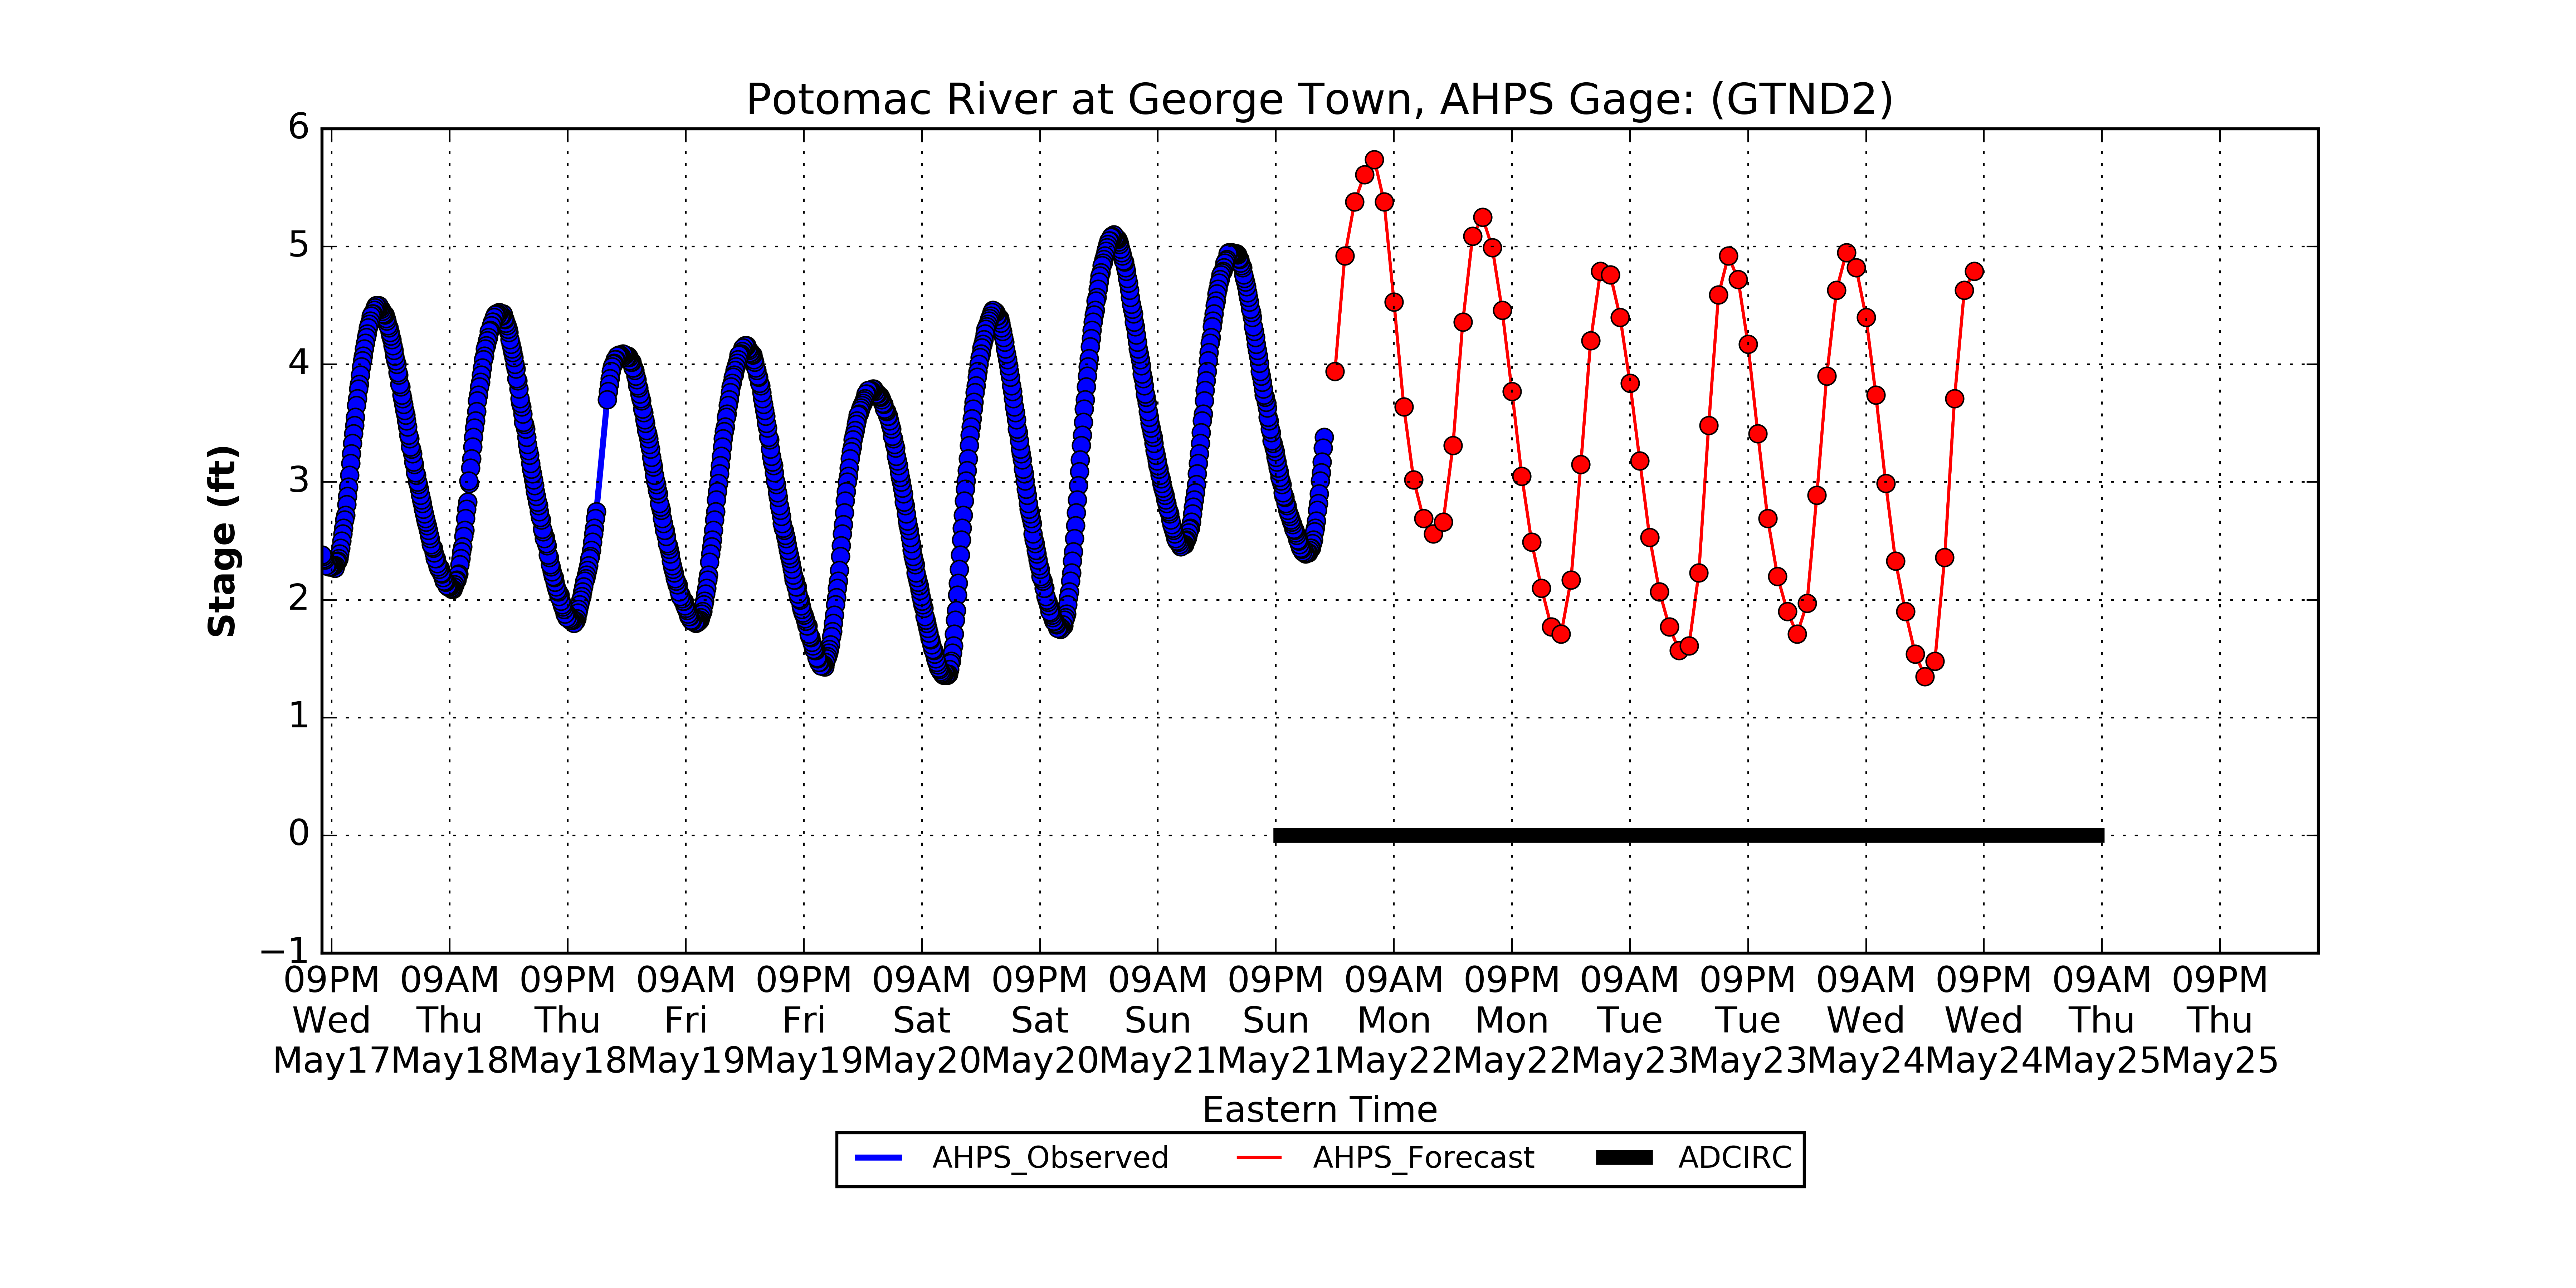 Potomac River at George Town, AHPS Gage: (GTND2)
6
5
4
3
2
1
0
−1
Stage (ft)
09PM 09AM 09PM 09AM 09PM 09AM 09PM 09AM 09PM 09AM 09PM 09AM 09PM 09AM 09PM 09AM 09PM
Wed Thu Thu Fri Fri Sat Sat Sun Sun Mon Mon Tue Tue Wed Wed Thu Thu
May17 May18 May18 May19 May19 May20 May20 May21 May21 May22 May22 May23 May23 May24 May24 May25 May25
Eastern Time
AHPS_Observed AHPS_Forecast ADCIRC